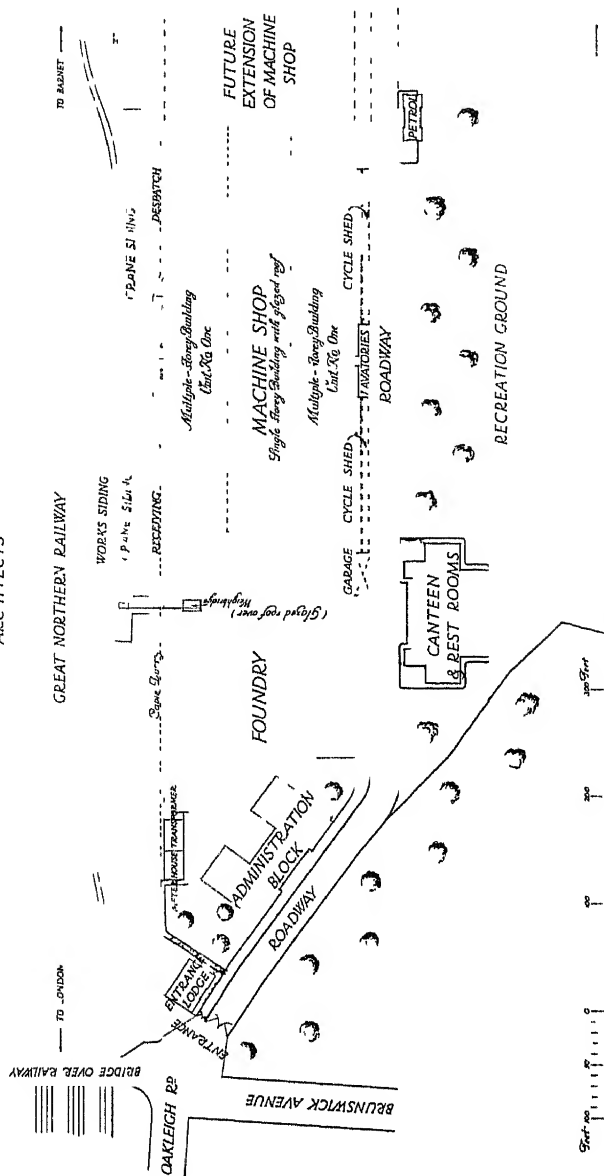 GREAT NORTHERN RAILWAY
TO LONDON
TO BARNET
BRIDGE OVER RAILWAY
WORKS SIDING
RECEIVING
DESPATCH
FUTURE
EXTENSION
OF MACHINE
SHOP
Multiple-Storey Building
Unit No One
MACHINE SHOP
Single Storey Building with glazed roof
Multiple-Storey Building
Unit No One
(Glazed roof over)
Weighbridge
FOUNDRY
TRANSFORMER
ADMINISTRATION
BLOCK
ENTRANCE
LODGE
ENTRANCE
ROADWAY
OAKLEIGH RD
BRUNSWICK AVENUE
GARAGE
CYCLE SHED
LAVATORIES
CYCLE SHED
ROADWAY
PETROL
CANTEEN
& REST ROOMS
RECREATION GROUND
Feet 100
50
0
100
200
300 Feet